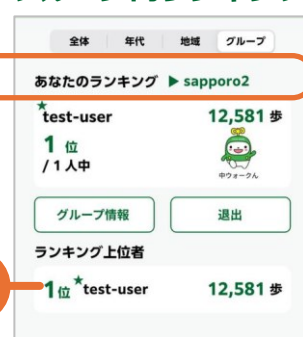 全体 年代 地域 グループ
あなたのランキング ▶ sapporo2
★test-user 12,581 歩
1 位
/ 1 人中
中ウォークん
グループ情報 退出
ランキング上位者
1位 ★test-user 12,581 歩